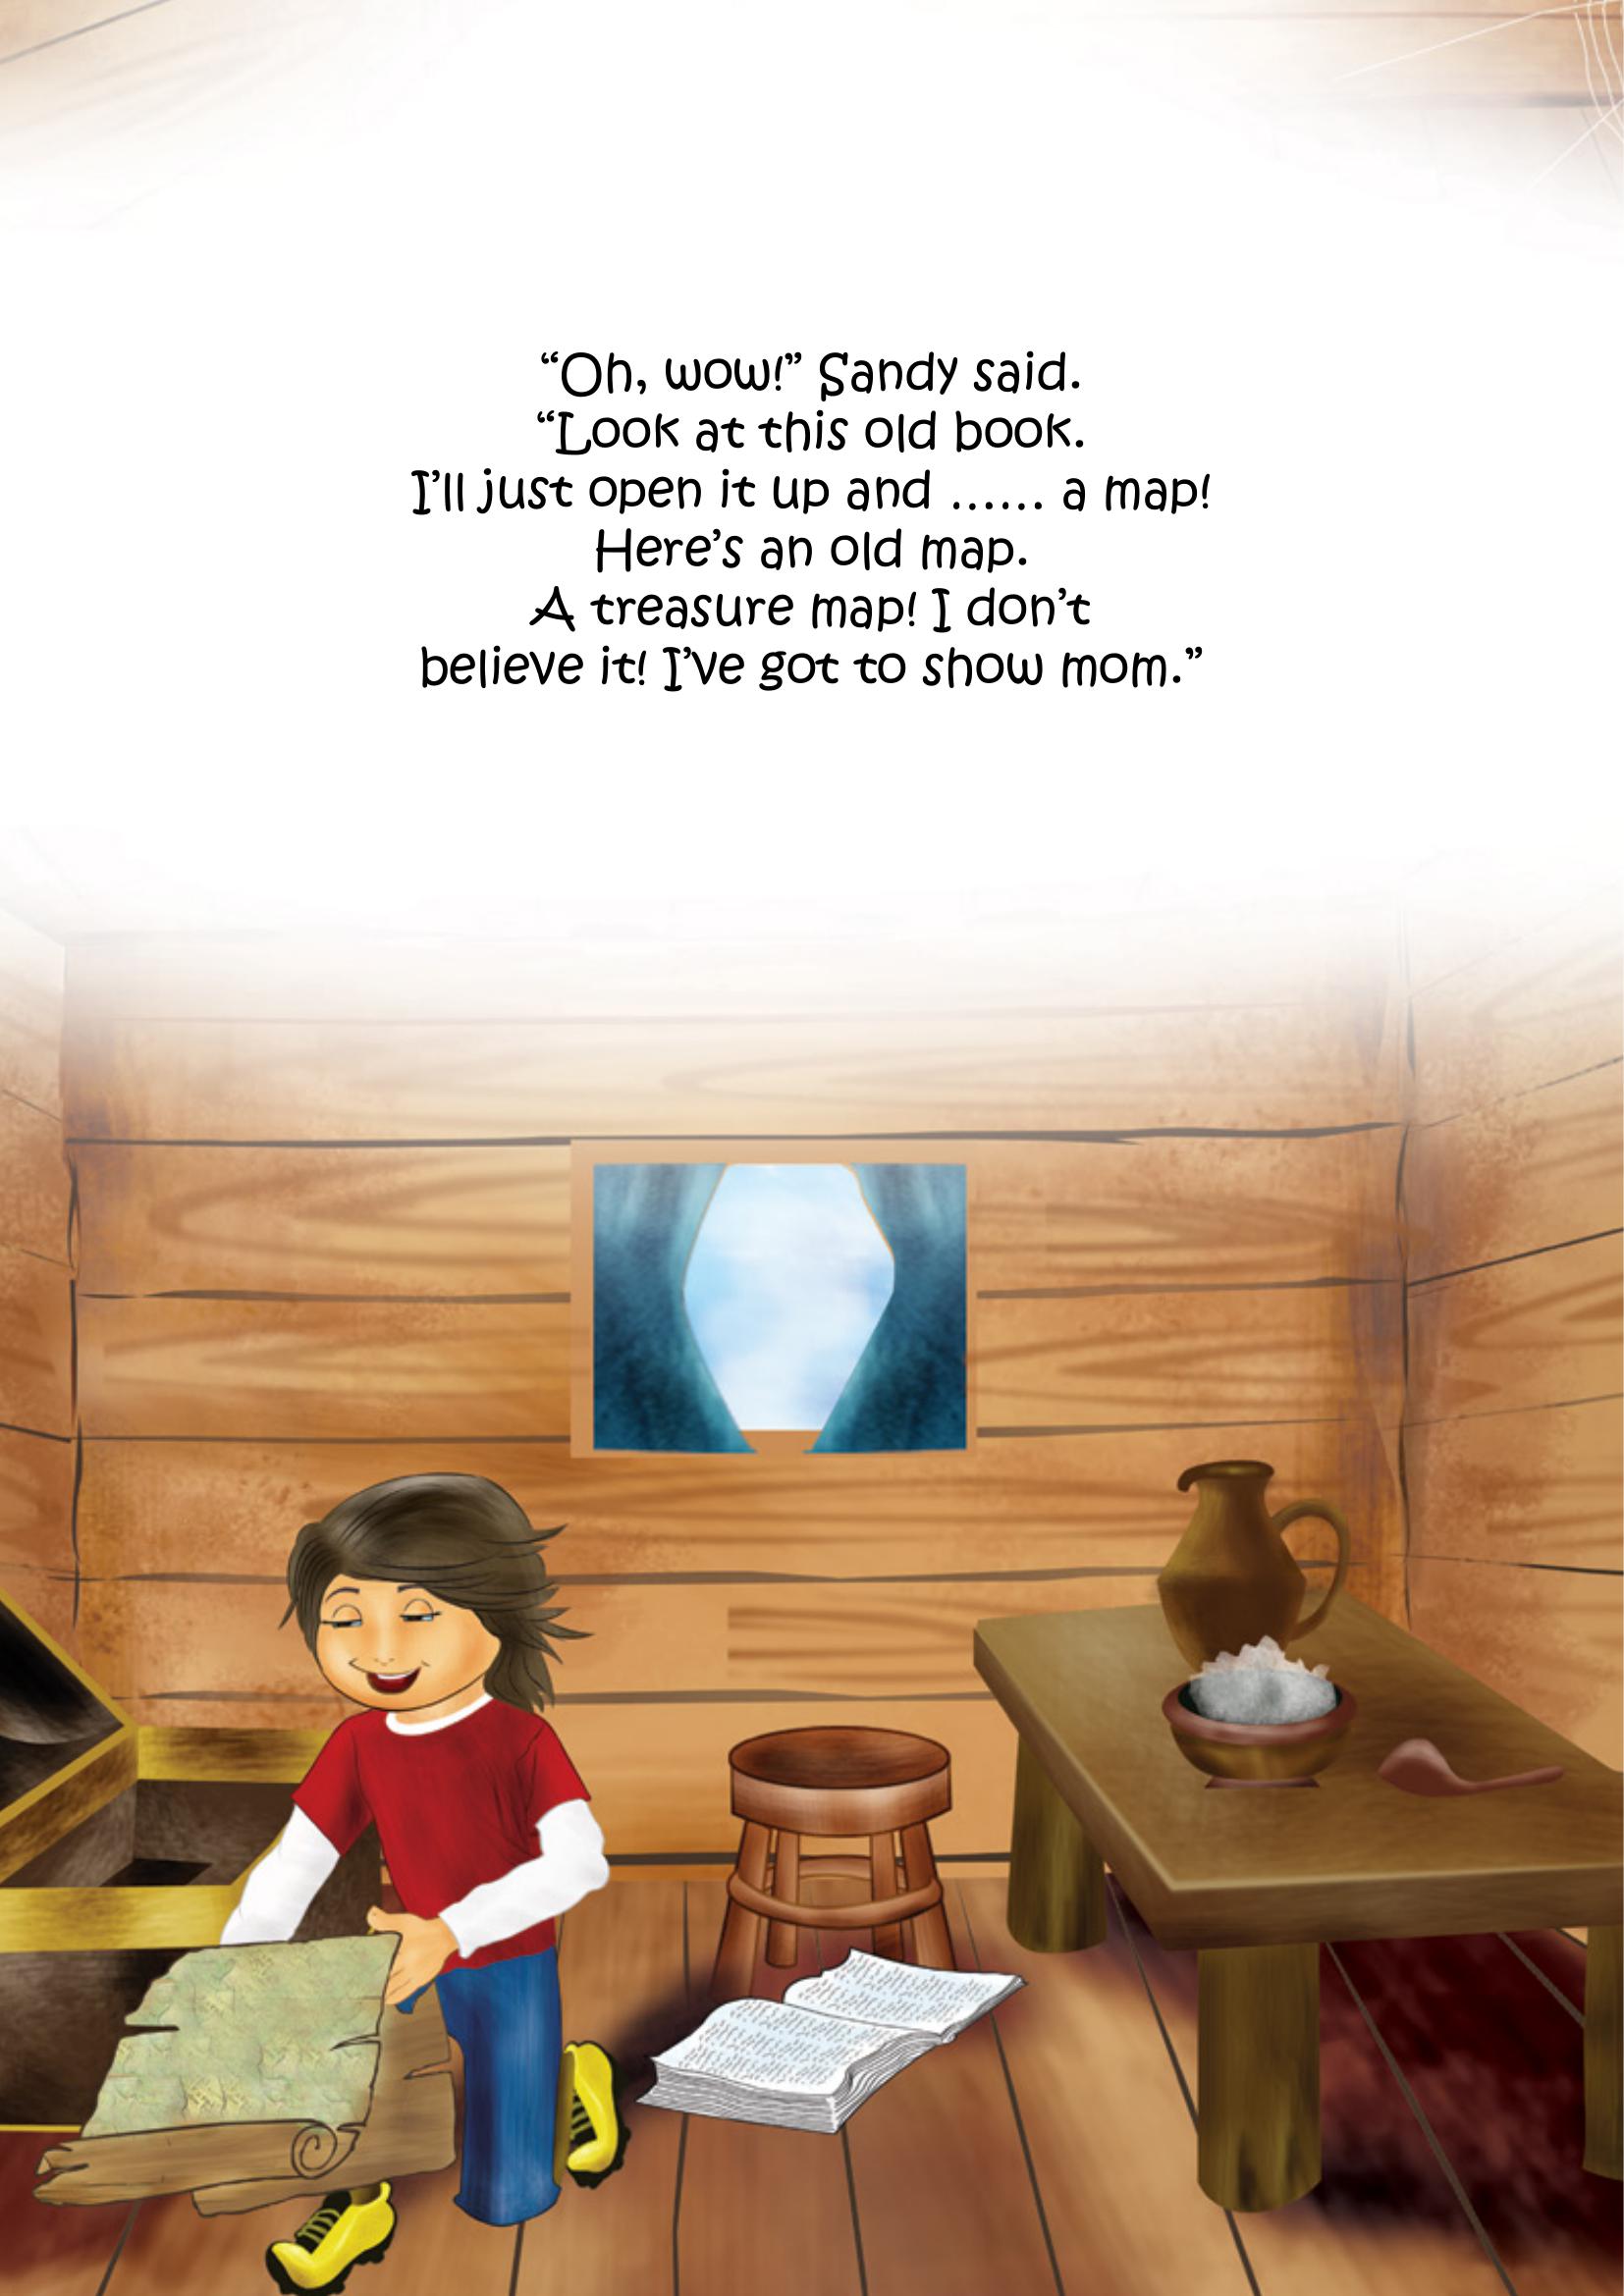 “Oh, wow!” Sandy said.
“Look at this old book.
I’ll just open it up and ...... a map!
Here’s an old map.
A treasure map! I don’t
believe it! I’ve got to show mom.”